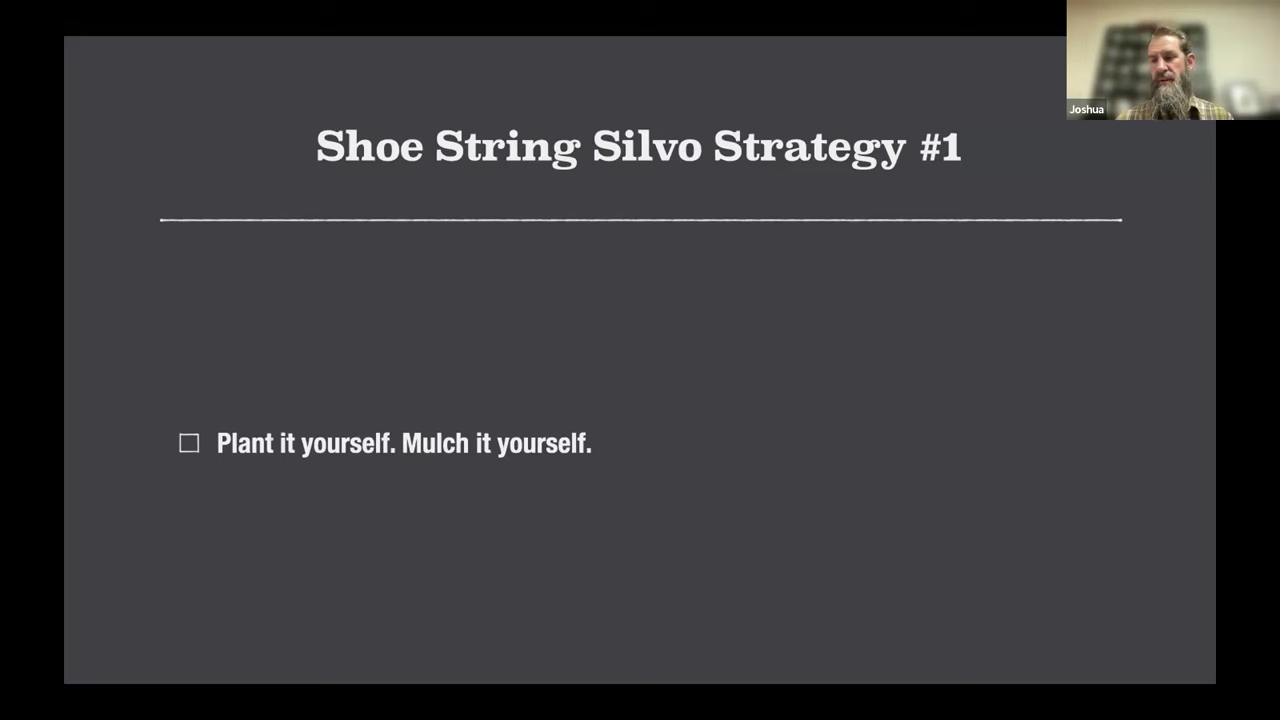 Joshua
Shoe String Silvo Strategy #1
Plant it yourself. Mulch it yourself.